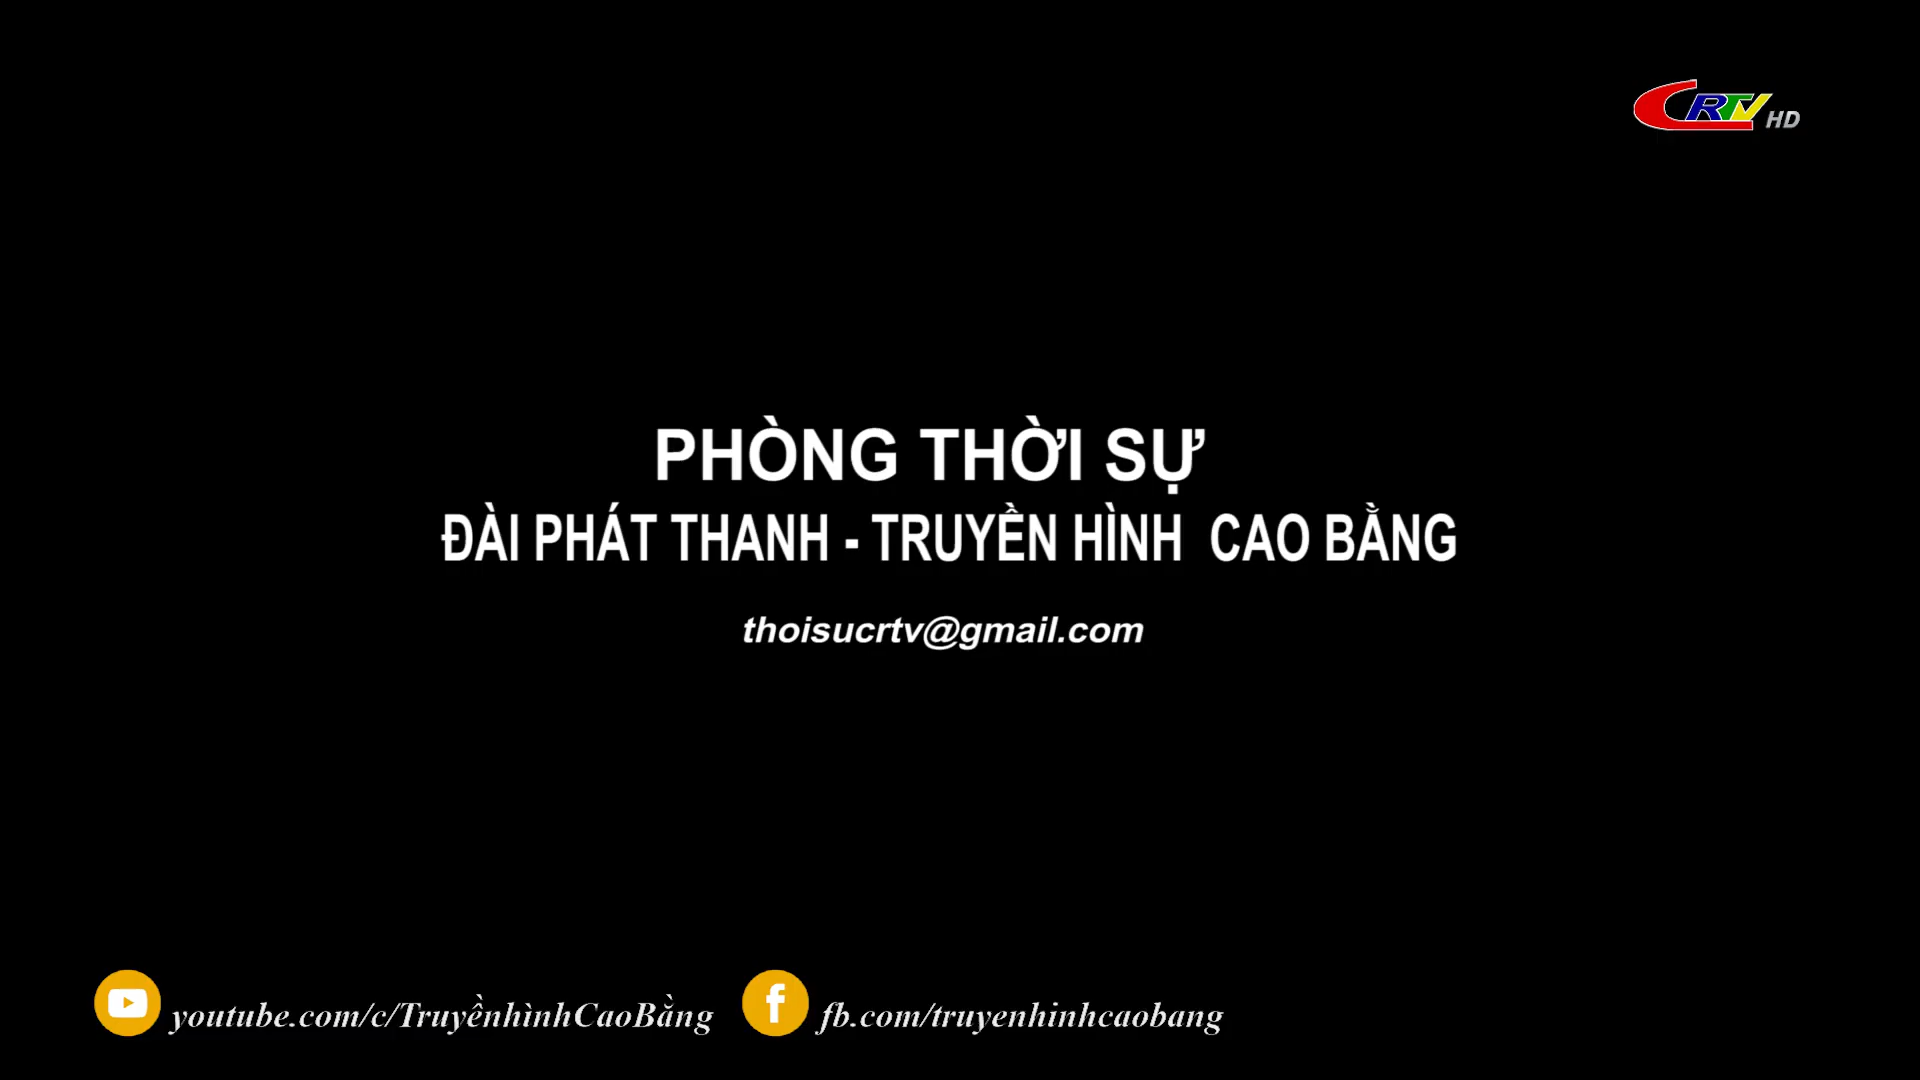 CRTV HD
PHÒNG THỜI SỰ
ĐÀI PHÁT THANH - TRUYỀN HÌNH CAO BẰNG
thoisucrtv@gmail.com
youtube.com/c/TruyềnhìnhCaoBằng
fb.com/truyenhinhcaobang